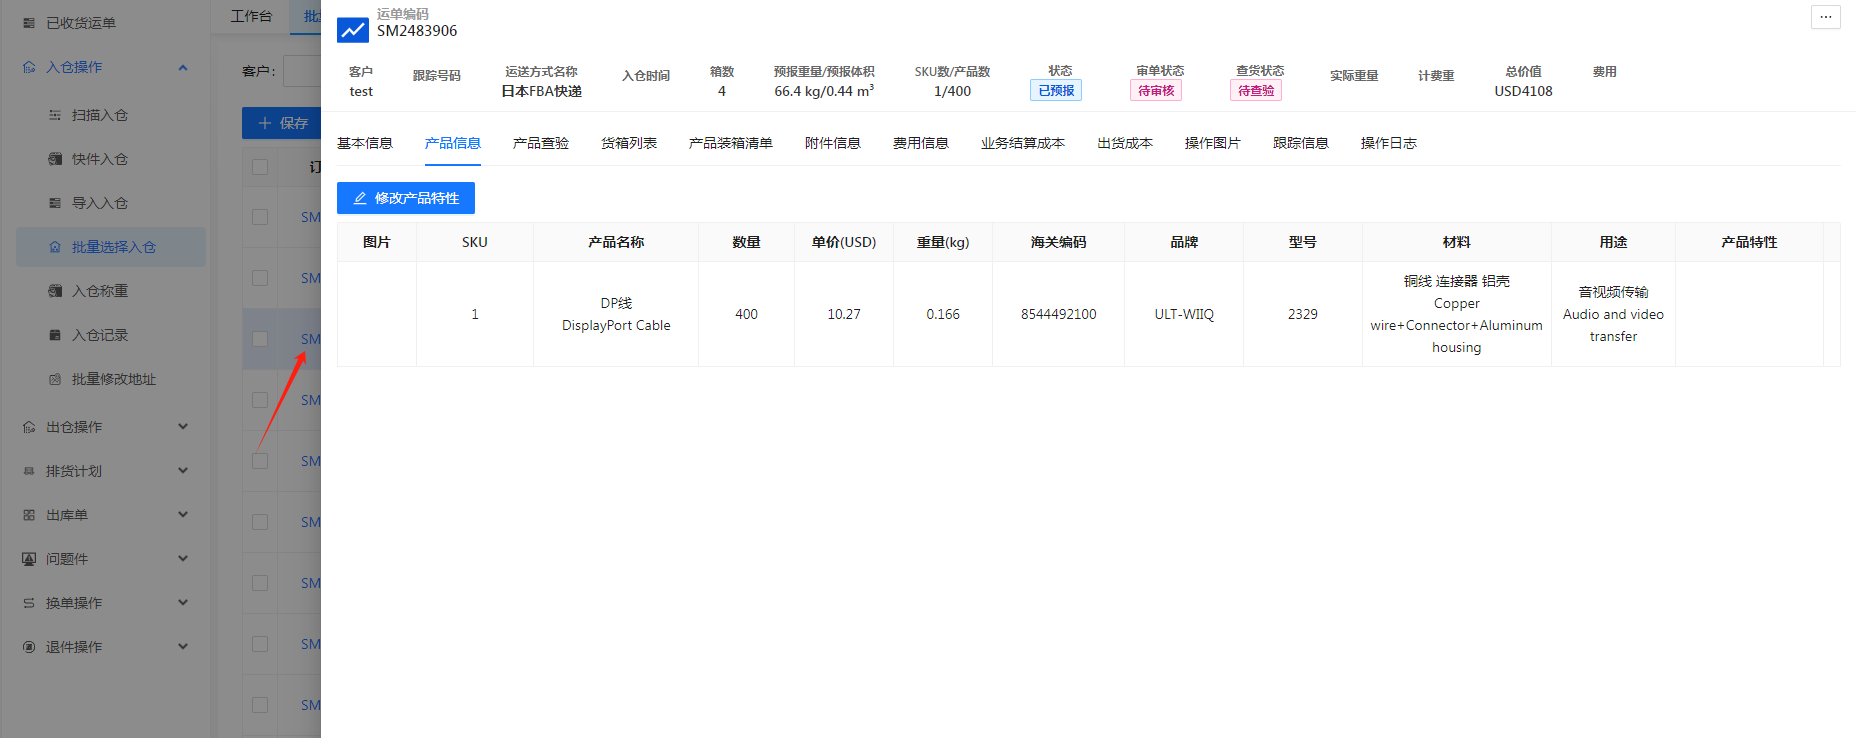 已收货运单
入仓操作
扫描入仓
快件入仓
导入入仓
批量选择入仓
入仓称重
入仓记录
批量修改地址
出仓操作
排货计划
出库单
问题件
换单操作
退件操作
工作台
客户:
保存
SM
SM
SM
SM
SM
SM
SM
SM
SM
运单编码
SM2483906
客户 跟踪号码 运送方式名称 入仓时间 箱数 预报重量/预报体积 SKU数/产品数 状态 审单状态 查货状态 实际重量 计费重 总价值 费用
test 日本FBA快递 4 66.4 kg/0.44 m³ 1/400 已预报 待审核 待查验 USD4108
基本信息 产品信息 产品查验 货箱列表 产品装箱清单 附件信息 费用信息 业务结算成本 出货成本 操作图片 跟踪信息 操作日志
修改产品特性
图片 SKU 产品名称 数量 单价(USD) 重量(kg) 海关编码 品牌 型号 材料 用途 产品特性
1
DP线
DisplayPort Cable
400
10.27
0.166
8544492100
ULT-WIIQ
2329
铜线 连接器 铝壳
Copper
wire+Connector+Aluminum
housing
音视频传输
Audio and video
transfer